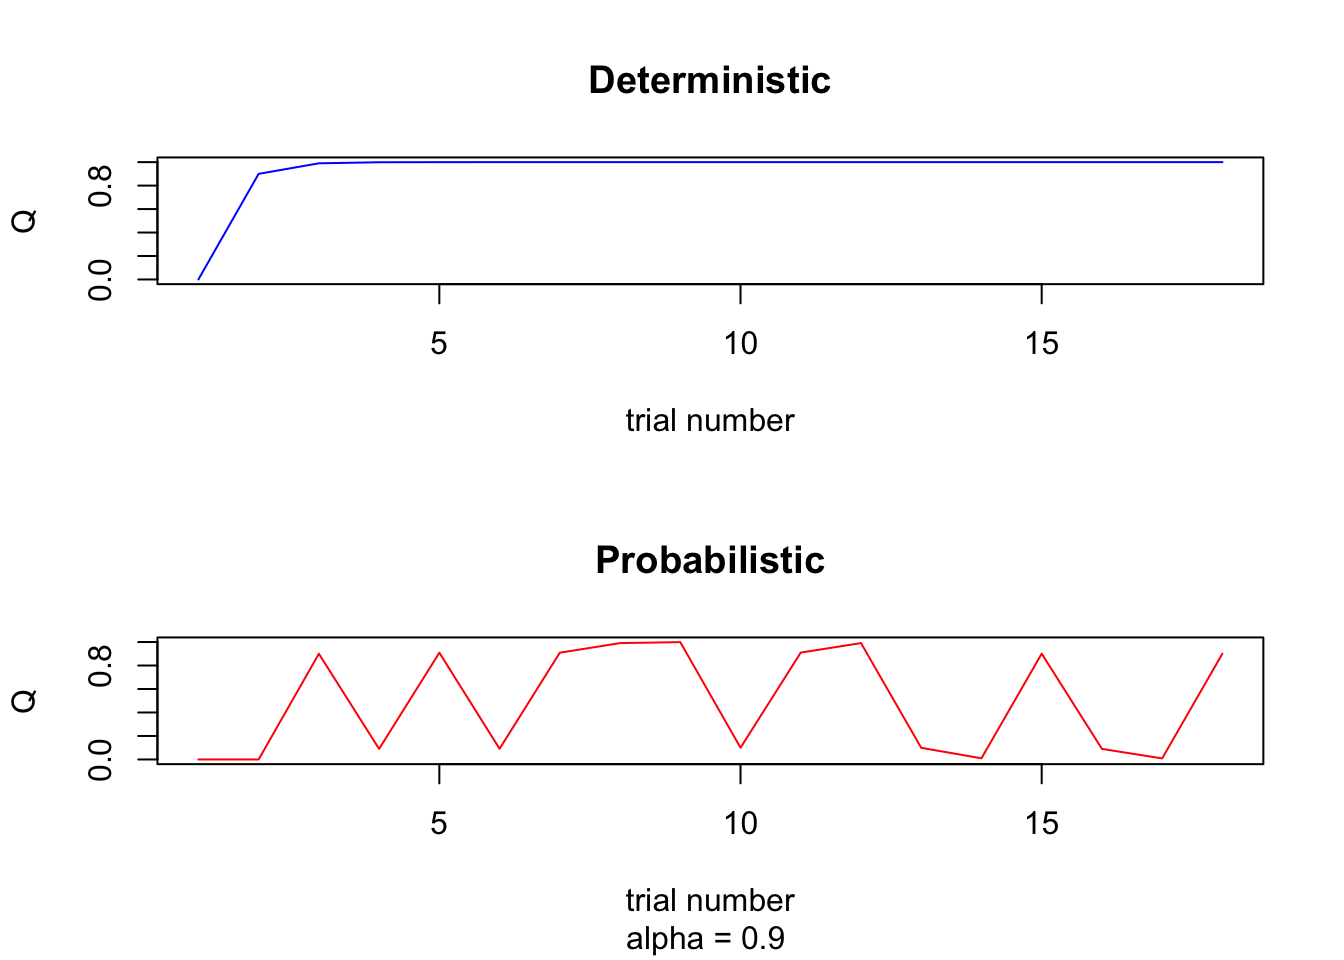 Deterministic
Q
0.8
0.0
5 10 15
trial number
Probabilistic
Q
0.8
0.0
5 10 15
trial number
alpha = 0.9